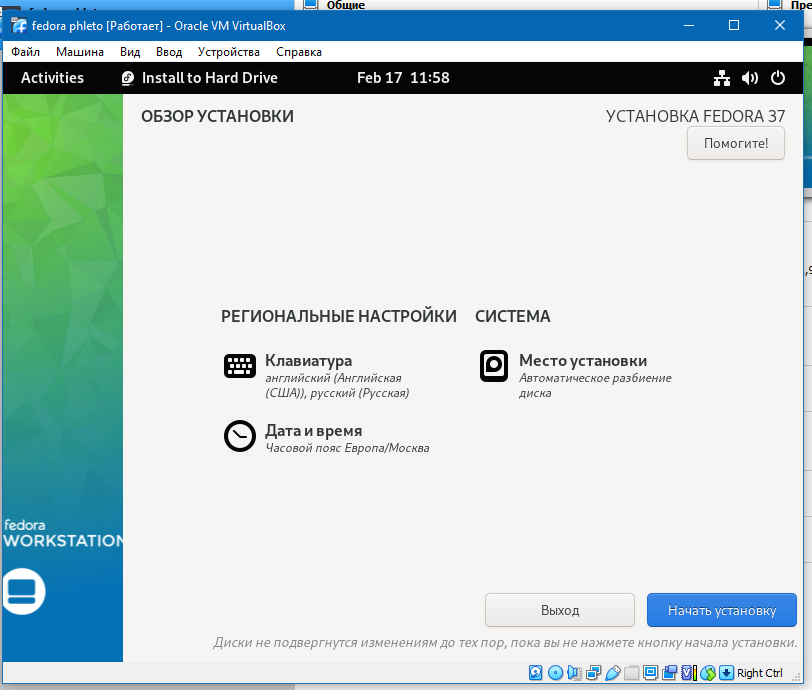 Общие
fedora phleto [Работает] - Oracle VM VirtualBox
Файл Машина Вид Ввод Устройства Справка
Activities Install to Hard Drive Feb 17 11:58
ОБЗОР УСТАНОВКИ
УСТАНОВКА FEDORA 37
Помогите!
РЕГИОНАЛЬНЫЕ НАСТРОЙКИ
Клавиатура
английский (Английская
(США)), русский (Русская)
Дата и время
Часовой пояс Европа/Москва
СИСТЕМА
Место установки
Автоматическое разбиение
диска
fedora
WORKSTATION
Выход
Начать установку
Диски не подвергнутся изменениям до тех пор, пока вы не нажмете кнопку начала установки.
Right Ctrl